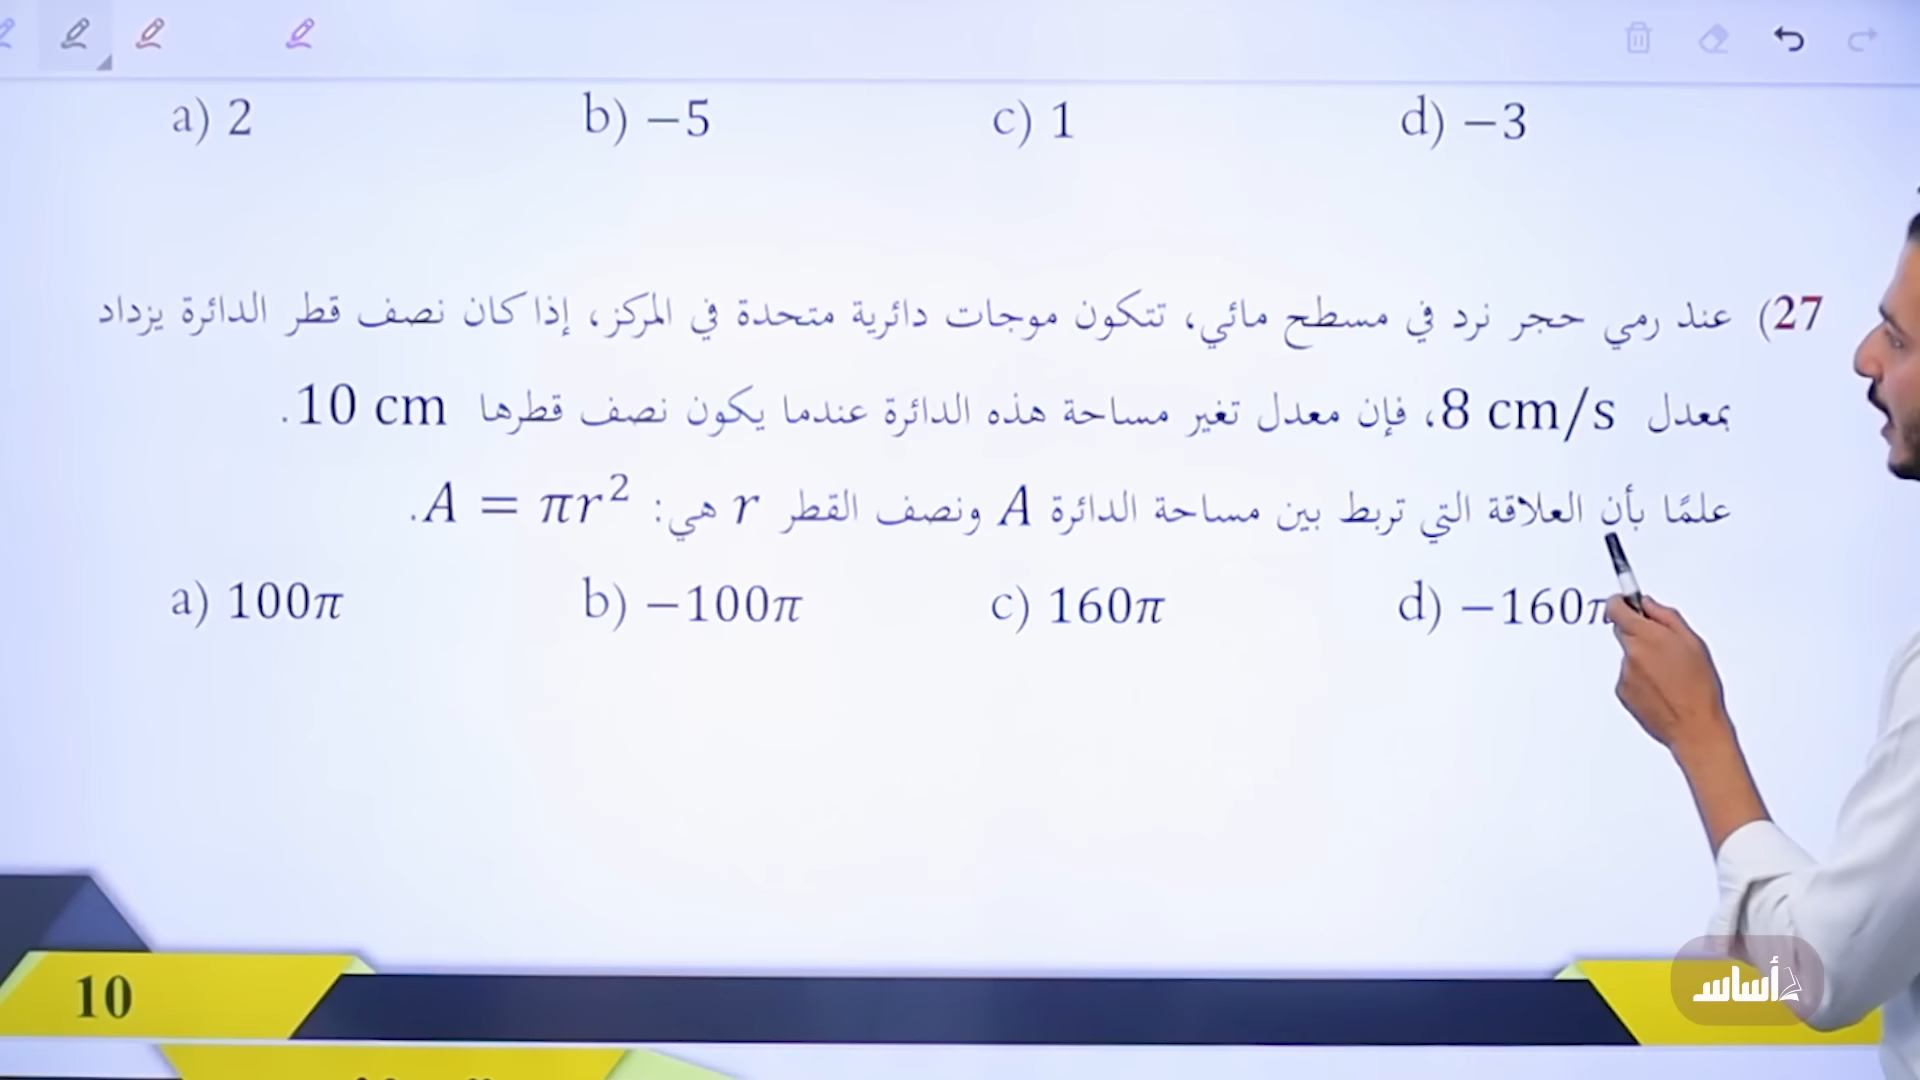 a) 2 b) −5 c) 1 d) −3
27) عند رمي حجر نرد في مسطح مائي، تتكون موجات دائرية متحدة في المركز، إذا كان نصف قطر الدائرة يزداد
بمعدل 8 cm/s، فإن معدل تغير مساحة هذه الدائرة عندما يكون نصف قطرها 10 cm.
علمًا بأن العلاقة التي تربط بين مساحة الدائرة A ونصف القطر r هي: A = πr².
a) 100π b) −100π c) 160π d) −160π
10
أساس